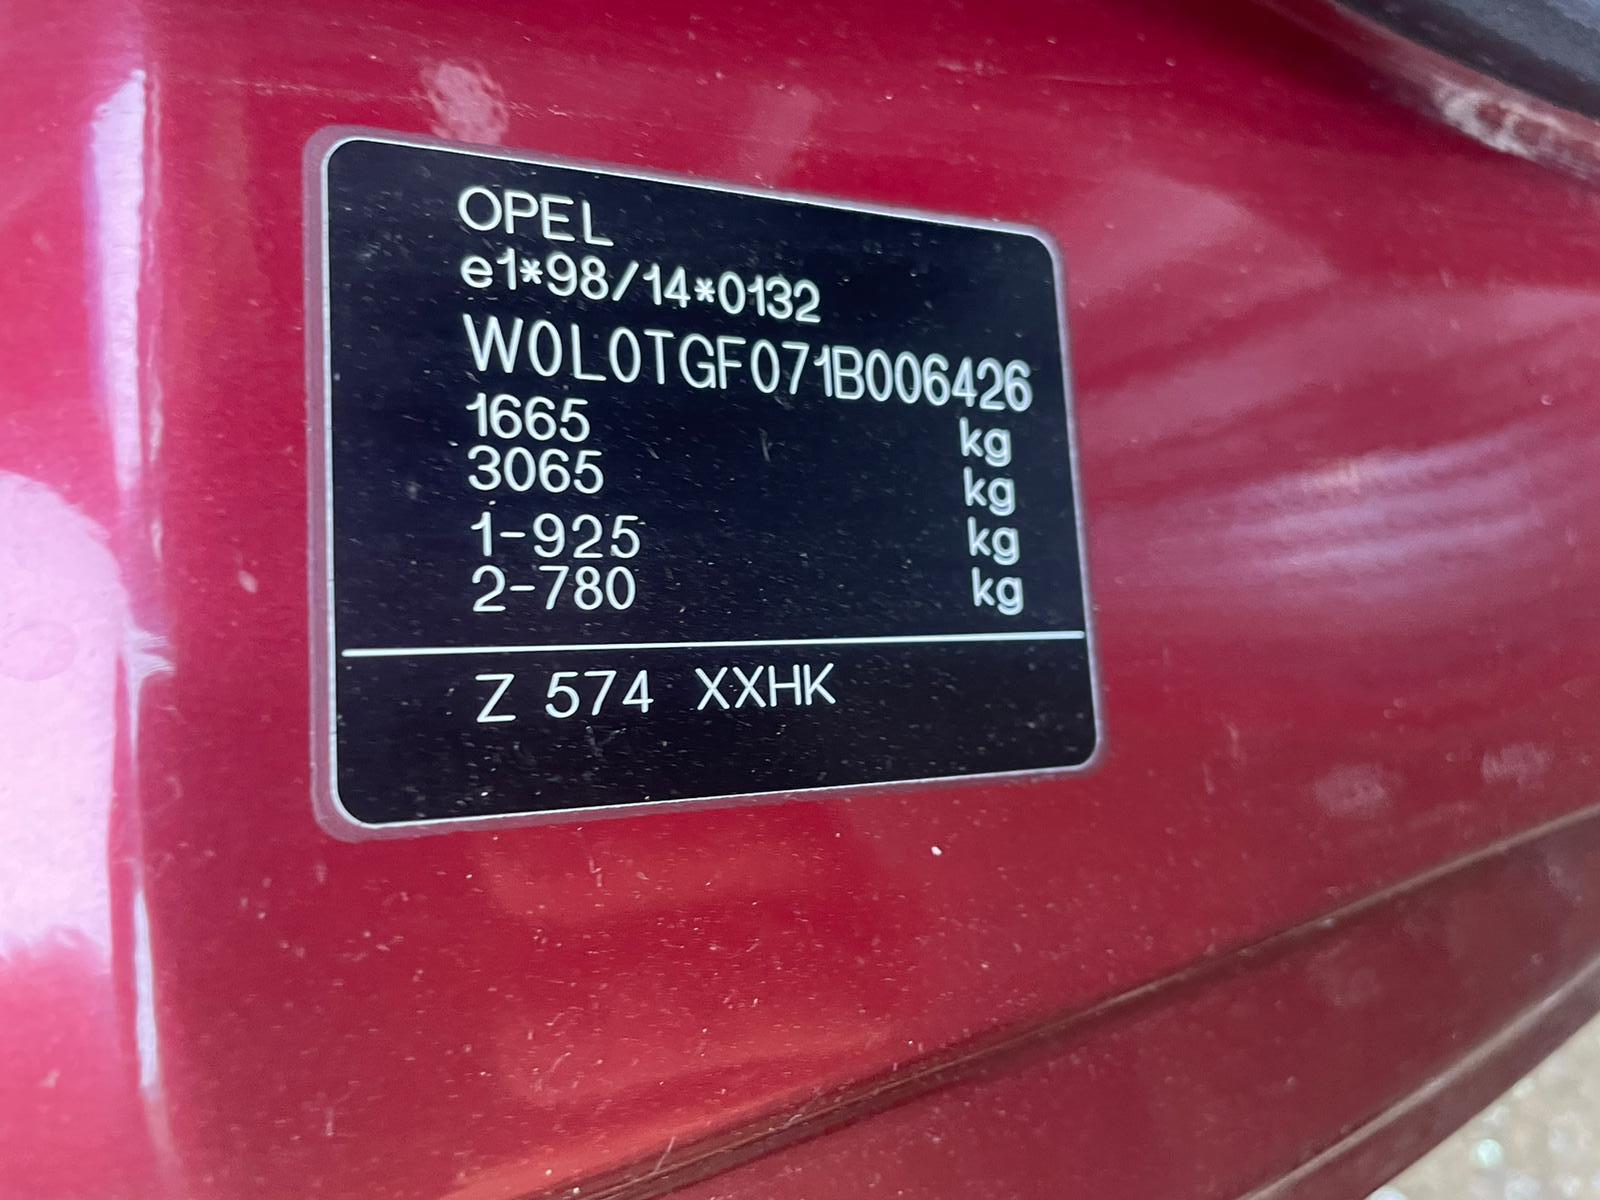 OPEL
e1*98/14*0132
W0L0TGF071B006426
1665 kg
3065 kg
1-925 kg
2-780 kg
Z 574 XXHK